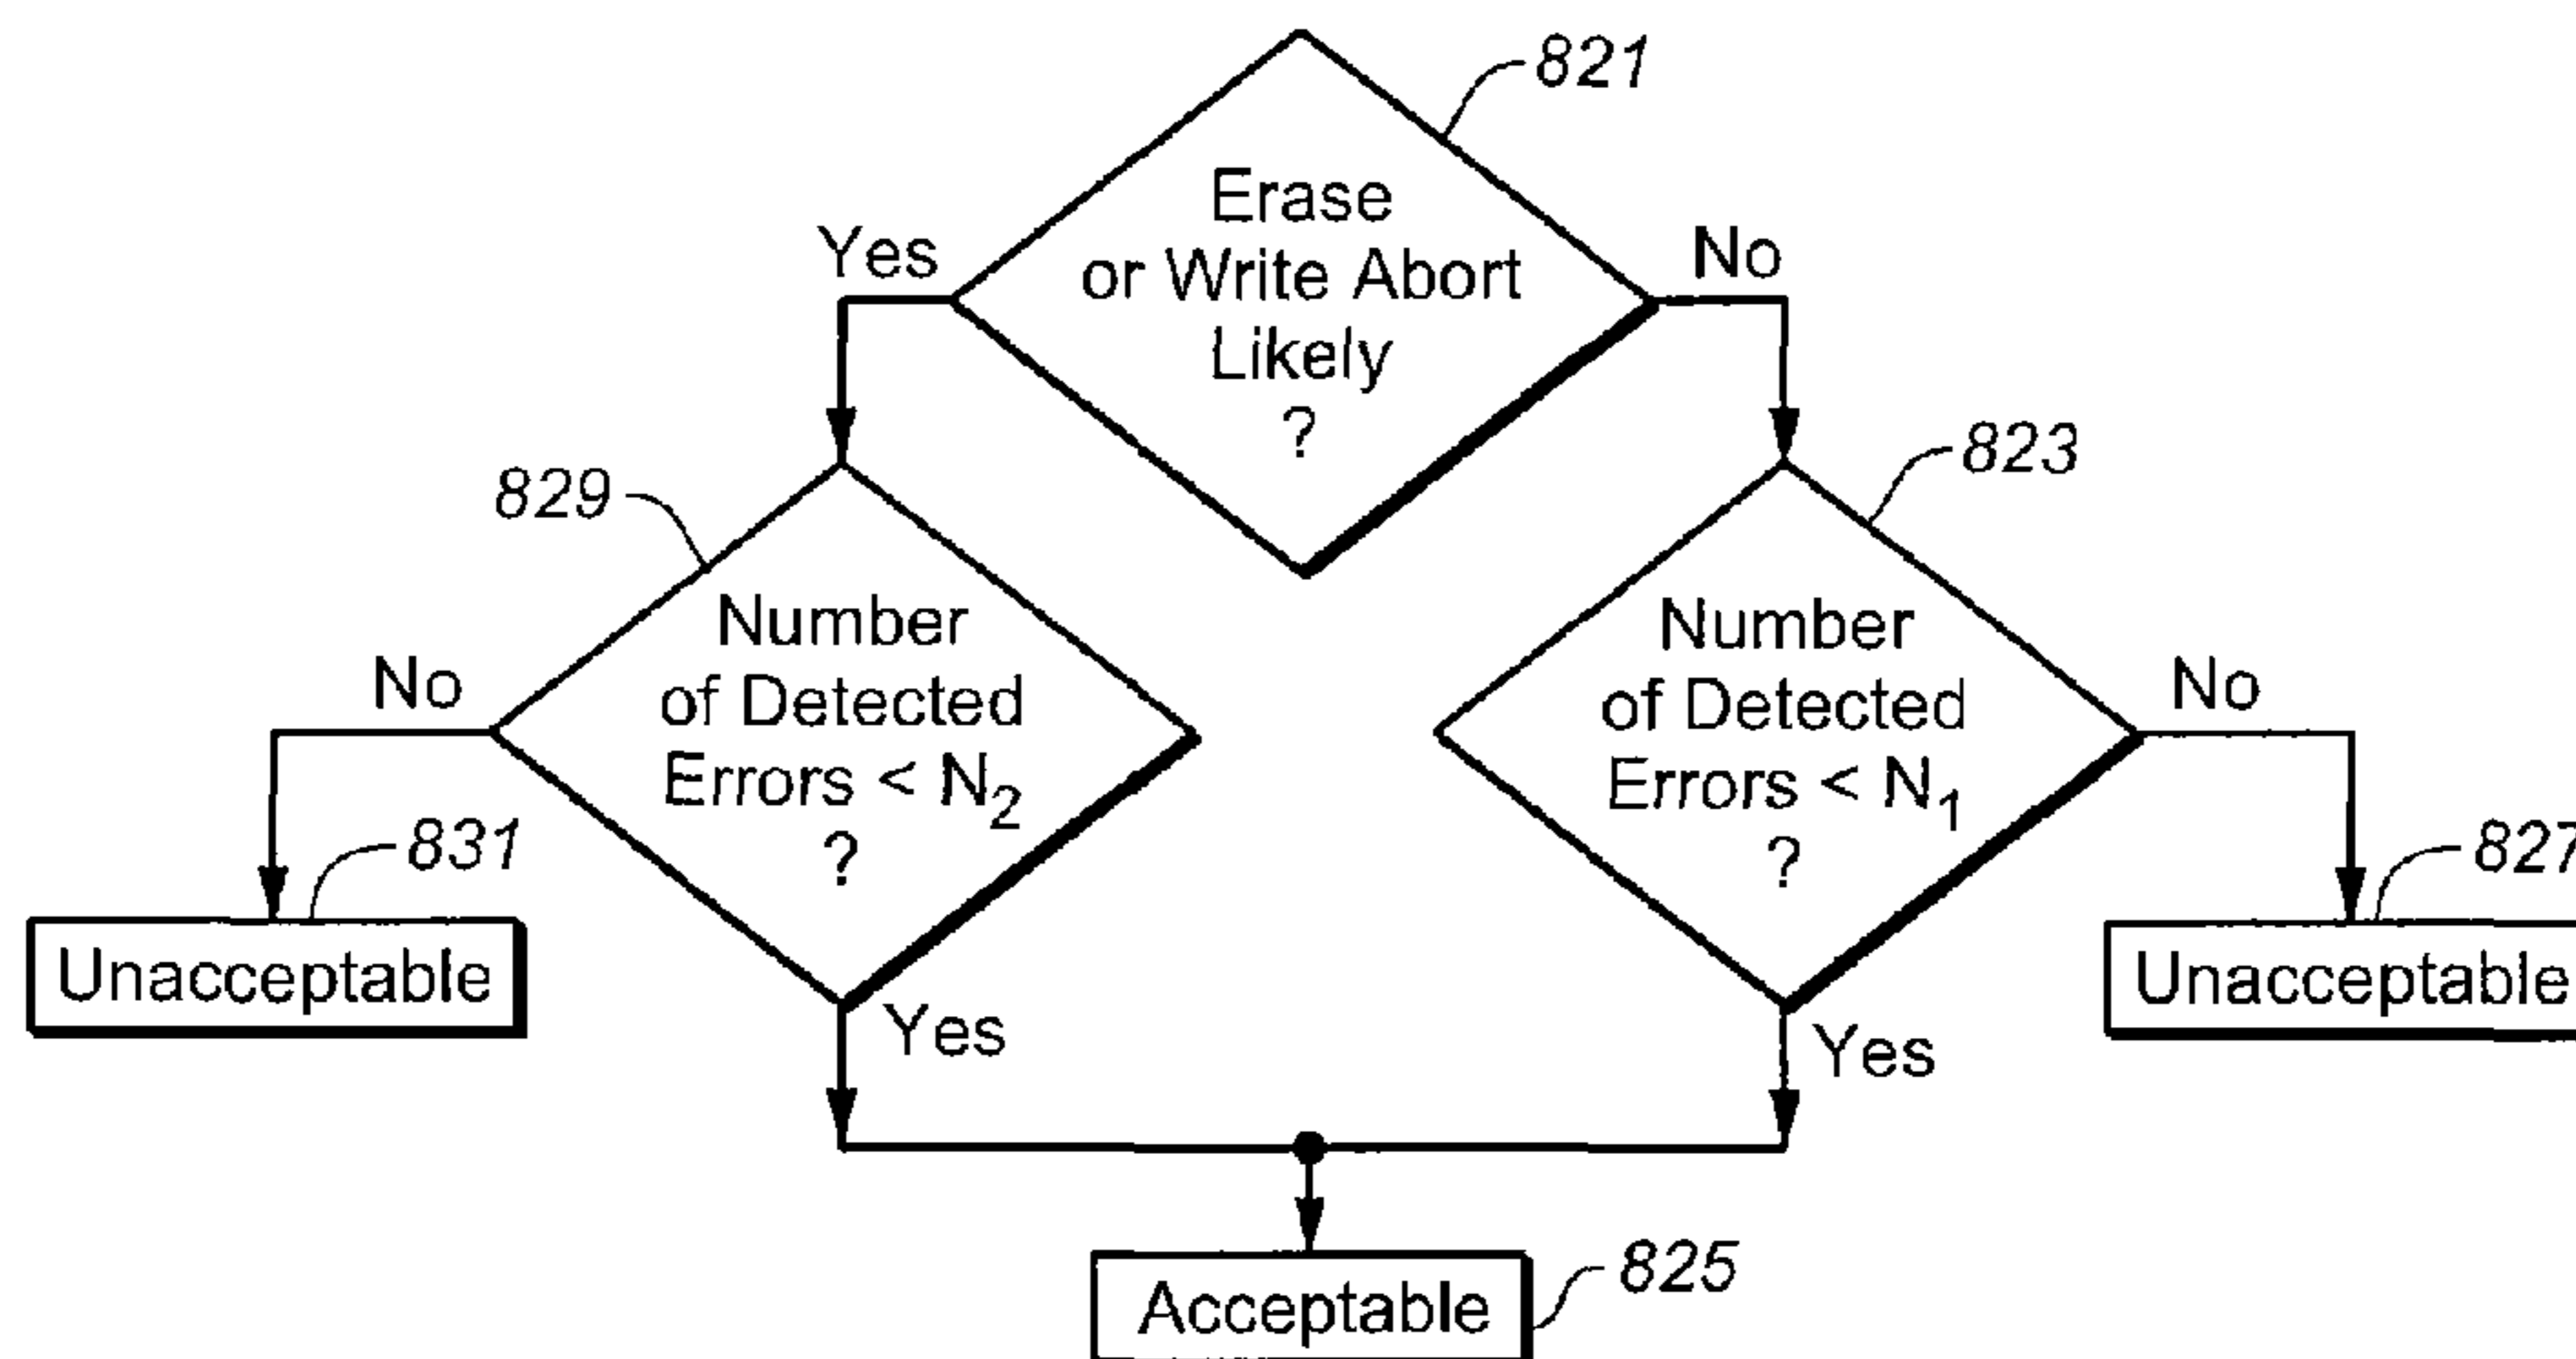 821
Erase
or Write Abort
Likely
?
Yes
No
829
823
Number
of Detected
Errors < N₂
?
Number
of Detected
Errors < N₁
?
No
No
831
827
Unacceptable
Unacceptable
Yes
Yes
825
Acceptable